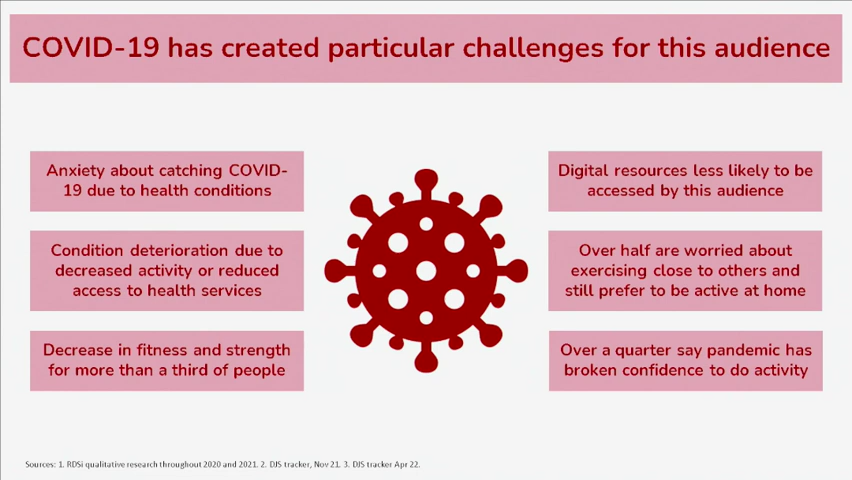 COVID-19 has created particular challenges for this audience
Anxiety about catching COVID-
19 due to health conditions
Condition deterioration due to
decreased activity or reduced
access to health services
Decrease in fitness and strength
for more than a third of people
Digital resources less likely to be
accessed by this audience
Over half are worried about
exercising close to others and
still prefer to be active at home
Over a quarter say pandemic has
broken confidence to do activity
Sources: 1. RDSi qualitative research throughout 2020 and 2021. 2. DJS tracker, Nov 21. 3. DJS tracker Apr 22.